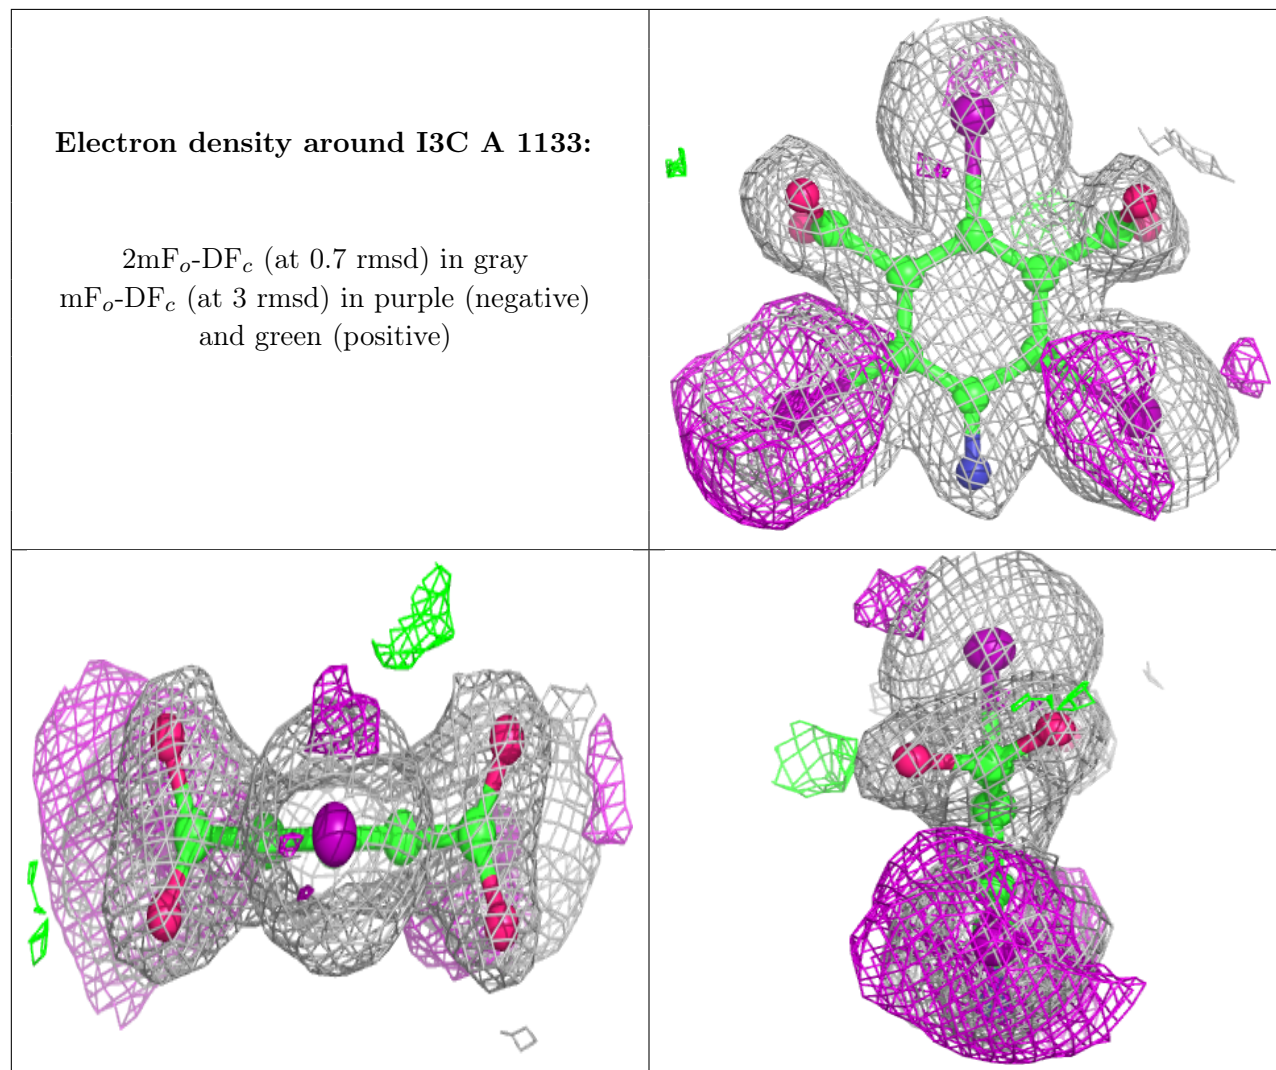 Electron density around I3C A 1133:
2mFo-DFc (at 0.7 rmsd) in gray
mFo-DFc (at 3 rmsd) in purple (negative)
and green (positive)